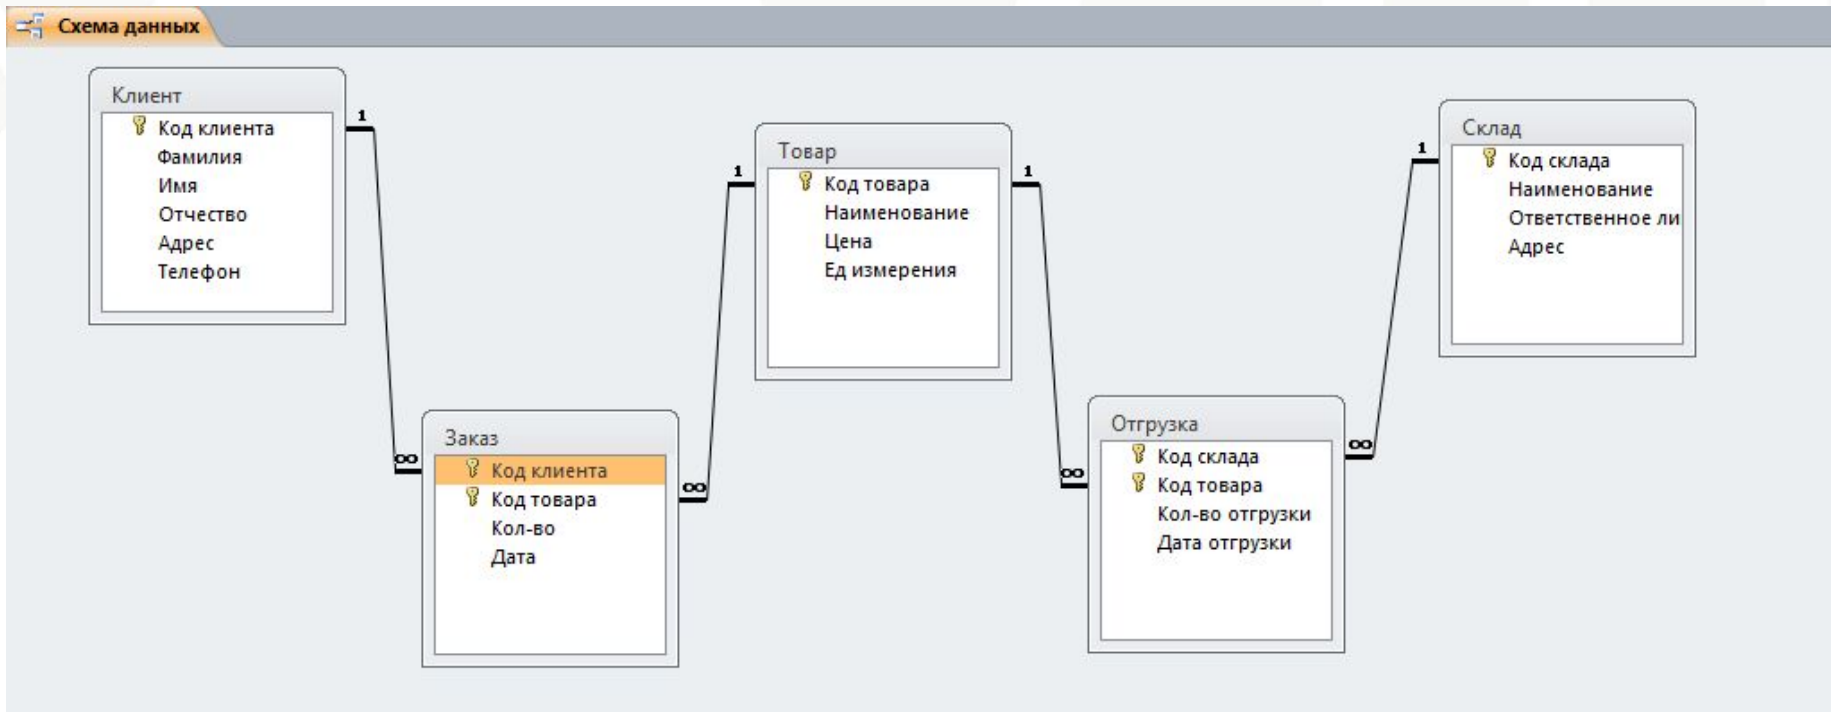 Схема данных
Клиент
Код клиента
Фамилия
Имя
Отчество
Адрес
Телефон
1
∞
Заказ
Код клиента
Код товара
Кол-во
Дата
∞
1
Товар
Код товара
Наименование
Цена
Ед измерения
1
∞
Отгрузка
Код склада
Код товара
Кол-во отгрузки
Дата отгрузки
∞
1
Склад
Код склада
Наименование
Ответственное ли
Адрес